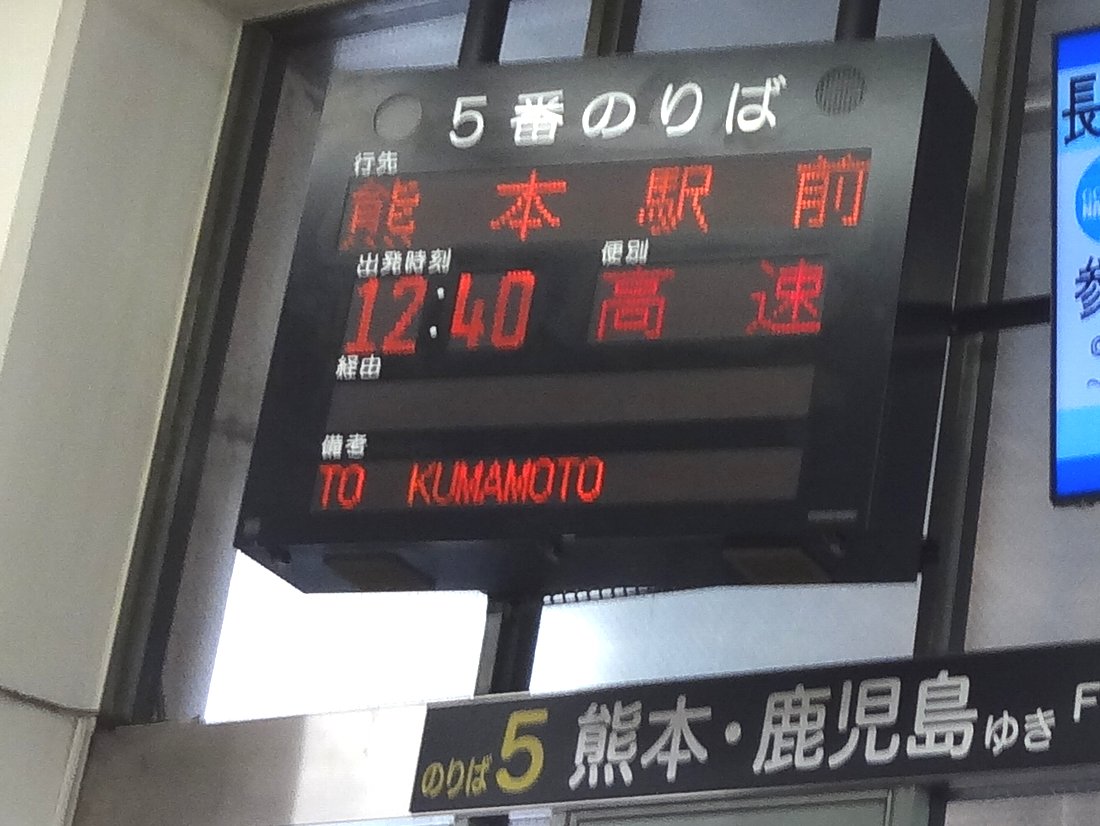 5番のりば
行先
熊本駅前
出発時刻 便別
12:40 高速
経由
備考
TO KUMAMOTO
のりば5 熊本・鹿児島ゆき F
長
参